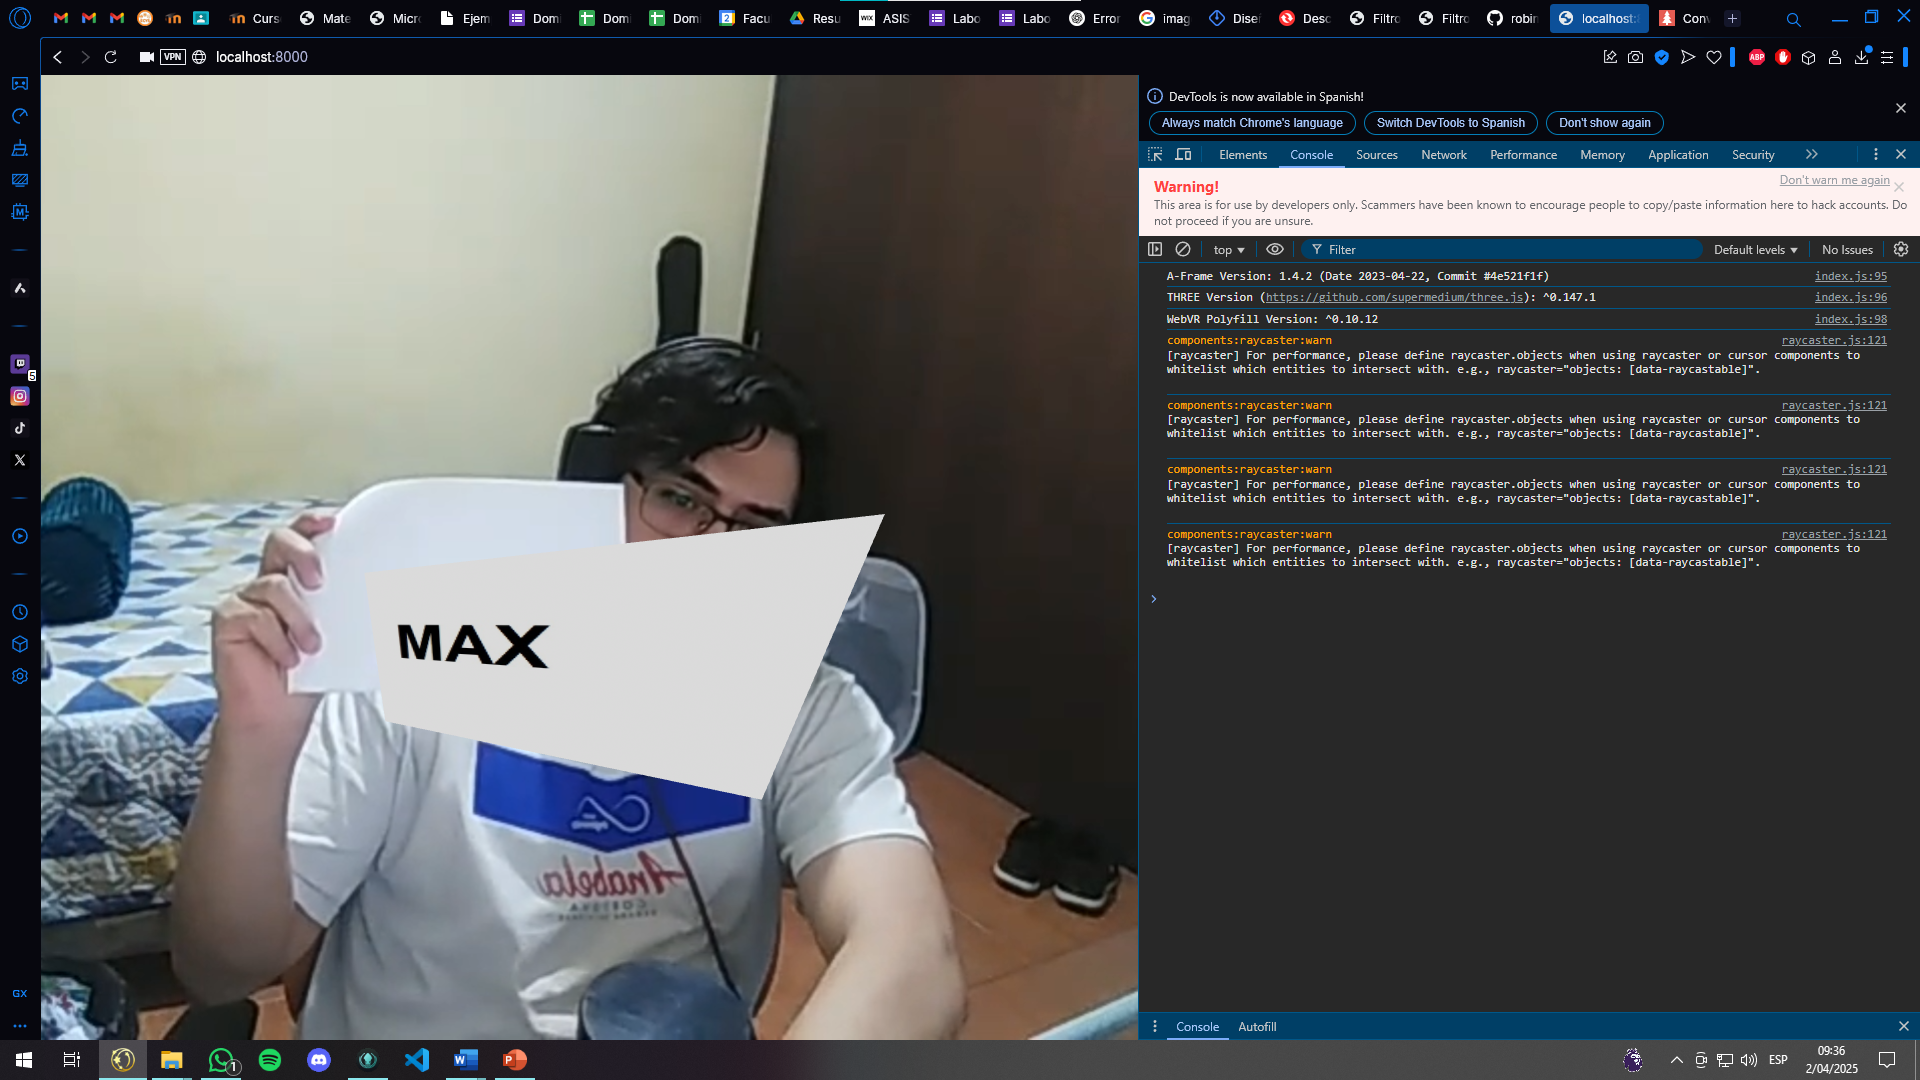 Curs
Mate
Micr
Ejem
Domi
Domi
Domi
Facu
Resu
WIX ASIS
Labo
Labo
Error
imag
Dise
Desc
Filtro
Filtro
robin
localhost:
Conv
VPN
localhost:8000
ABP
DevTools is now available in Spanish!
Always match Chrome's language
Switch DevTools to Spanish
Don't show again
Elements
Console
Sources
Network
Performance
Memory
Application
Security
Warning!
Don't warn me again
This area is for use by developers only. Scammers have been known to encourage people to copy/paste information here to hack accounts. Do
not proceed if you are unsure.
top
Filter
Default levels
No Issues
A-Frame Version: 1.4.2 (Date 2023-04-22, Commit #4e521f1f)
index.js:95
THREE Version (https://github.com/supermedium/three.js): ^0.147.1
index.js:96
WebVR Polyfill Version: ^0.10.12
index.js:98
components:raycaster:warn
raycaster.js:121
[raycaster] For performance, please define raycaster.objects when using raycaster or cursor components to
whitelist which entities to intersect with. e.g., raycaster="objects: [data-raycastable]".
components:raycaster:warn
raycaster.js:121
[raycaster] For performance, please define raycaster.objects when using raycaster or cursor components to
whitelist which entities to intersect with. e.g., raycaster="objects: [data-raycastable]".
components:raycaster:warn
raycaster.js:121
[raycaster] For performance, please define raycaster.objects when using raycaster or cursor components to
whitelist which entities to intersect with. e.g., raycaster="objects: [data-raycastable]".
components:raycaster:warn
raycaster.js:121
[raycaster] For performance, please define raycaster.objects when using raycaster or cursor components to
whitelist which entities to intersect with. e.g., raycaster="objects: [data-raycastable]".
MAX
Anabela
CORDOVA
5
GX
Console
Autofill
1
ESP
09:36
2/04/2025